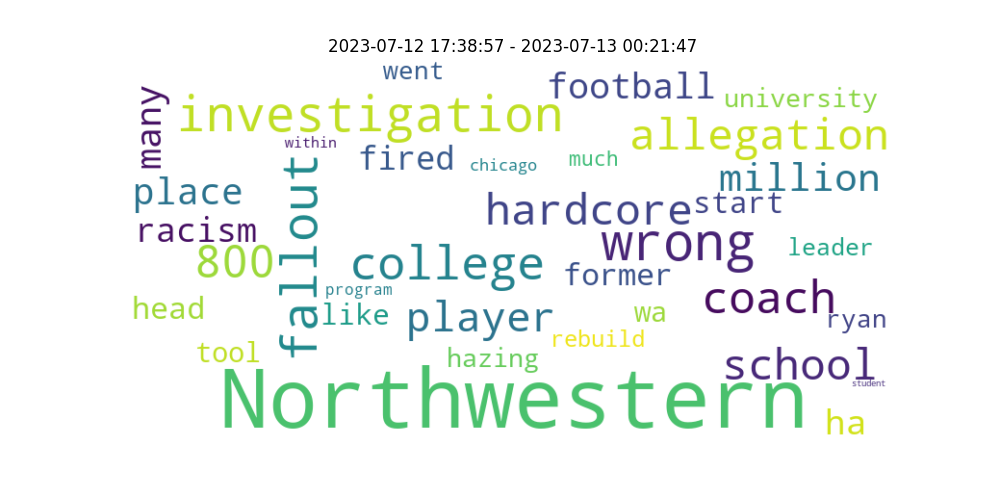 2023-07-12 17:38:57 - 2023-07-13 00:21:47
went
football
university
many
investigation
allegation
within
fired
chicago
much
million
place
fallout
hardcore
start
racism
wrong
leader
800
college
former
program
coach
head
like
player
wa
ryan
rebuild
tool
hazing
school
student
Northwestern
ha